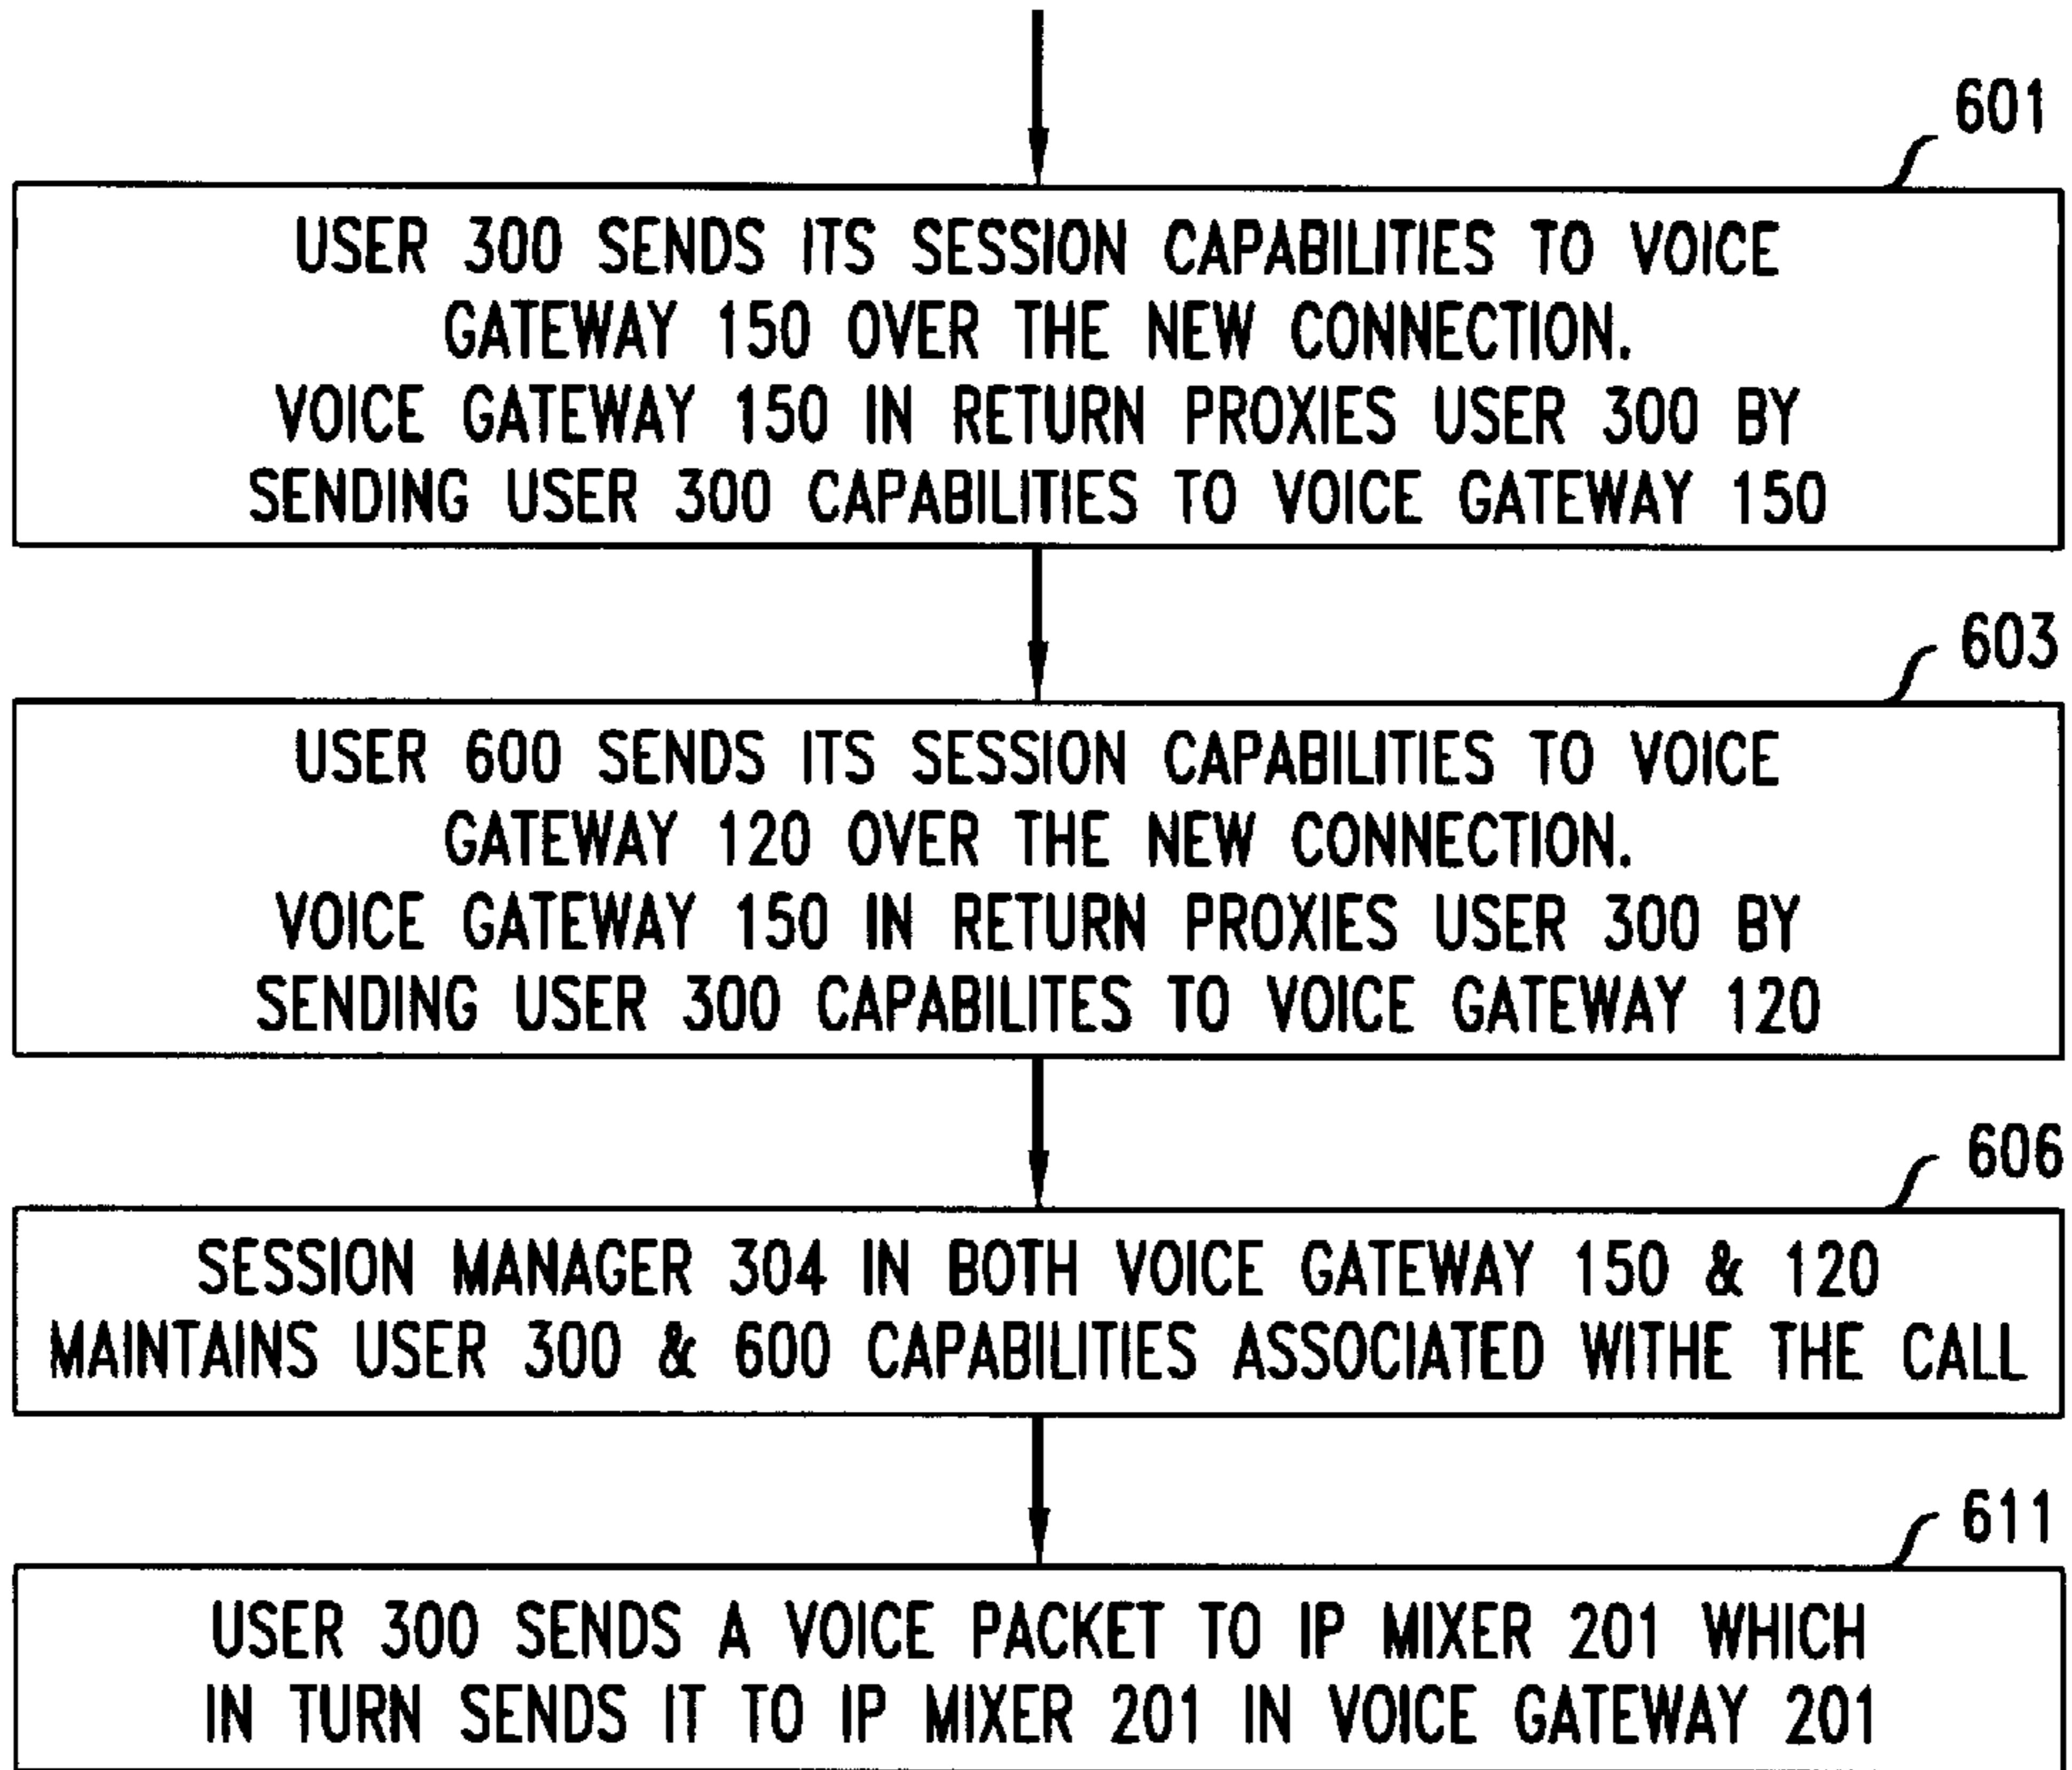 601
USER 300 SENDS ITS SESSION CAPABILITIES TO VOICE
GATEWAY 150 OVER THE NEW CONNECTION.
VOICE GATEWAY 150 IN RETURN PROXIES USER 300 BY
SENDING USER 300 CAPABILITIES TO VOICE GATEWAY 150
603
USER 600 SENDS ITS SESSION CAPABILITIES TO VOICE
GATEWAY 120 OVER THE NEW CONNECTION.
VOICE GATEWAY 150 IN RETURN PROXIES USER 300 BY
SENDING USER 300 CAPABILITES TO VOICE GATEWAY 120
606
SESSION MANAGER 304 IN BOTH VOICE GATEWAY 150 & 120
MAINTAINS USER 300 & 600 CAPABILITIES ASSOCIATED WITHE THE CALL
611
USER 300 SENDS A VOICE PACKET TO IP MIXER 201 WHICH
IN TURN SENDS IT TO IP MIXER 201 IN VOICE GATEWAY 201